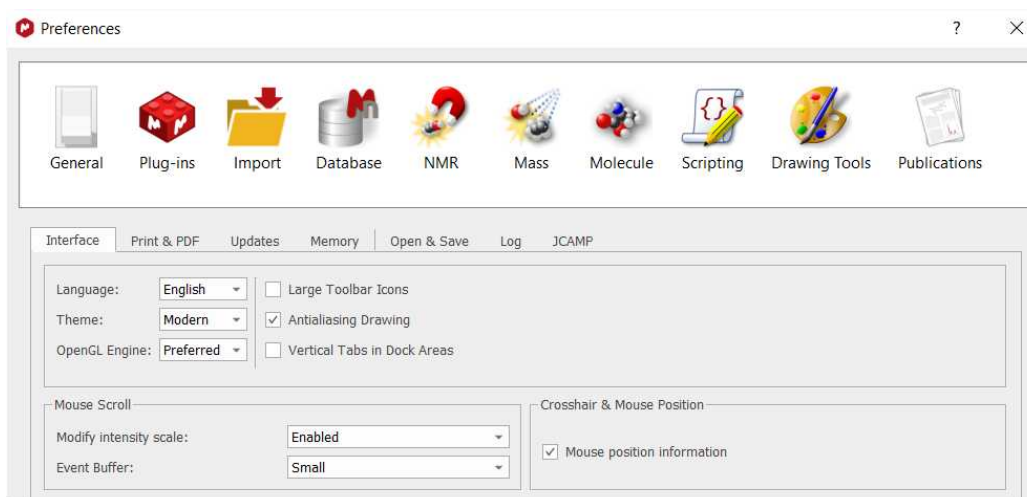 Preferences
?
General Plug-ins Import Database NMR Mass Molecule Scripting Drawing Tools Publications
Interface Print & PDF Updates Memory Open & Save Log JCAMP
Language: English Large Toolbar Icons
Theme: Modern Antialiasing Drawing
OpenGL Engine: Preferred Vertical Tabs in Dock Areas
Mouse Scroll
Modify intensity scale: Enabled
Event Buffer: Small
Crosshair & Mouse Position
Mouse position information